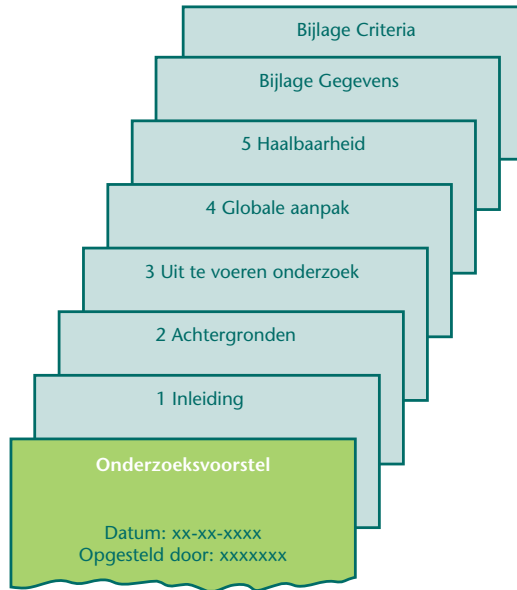 Bijlage Criteria
Bijlage Gegevens
5 Haalbaarheid
4 Globale aanpak
3 Uit te voeren onderzoek
2 Achtergronden
1 Inleiding
Onderzoeksvoorstel
Datum: xx-xx-xxxx
Opgesteld door: xxxxxxx